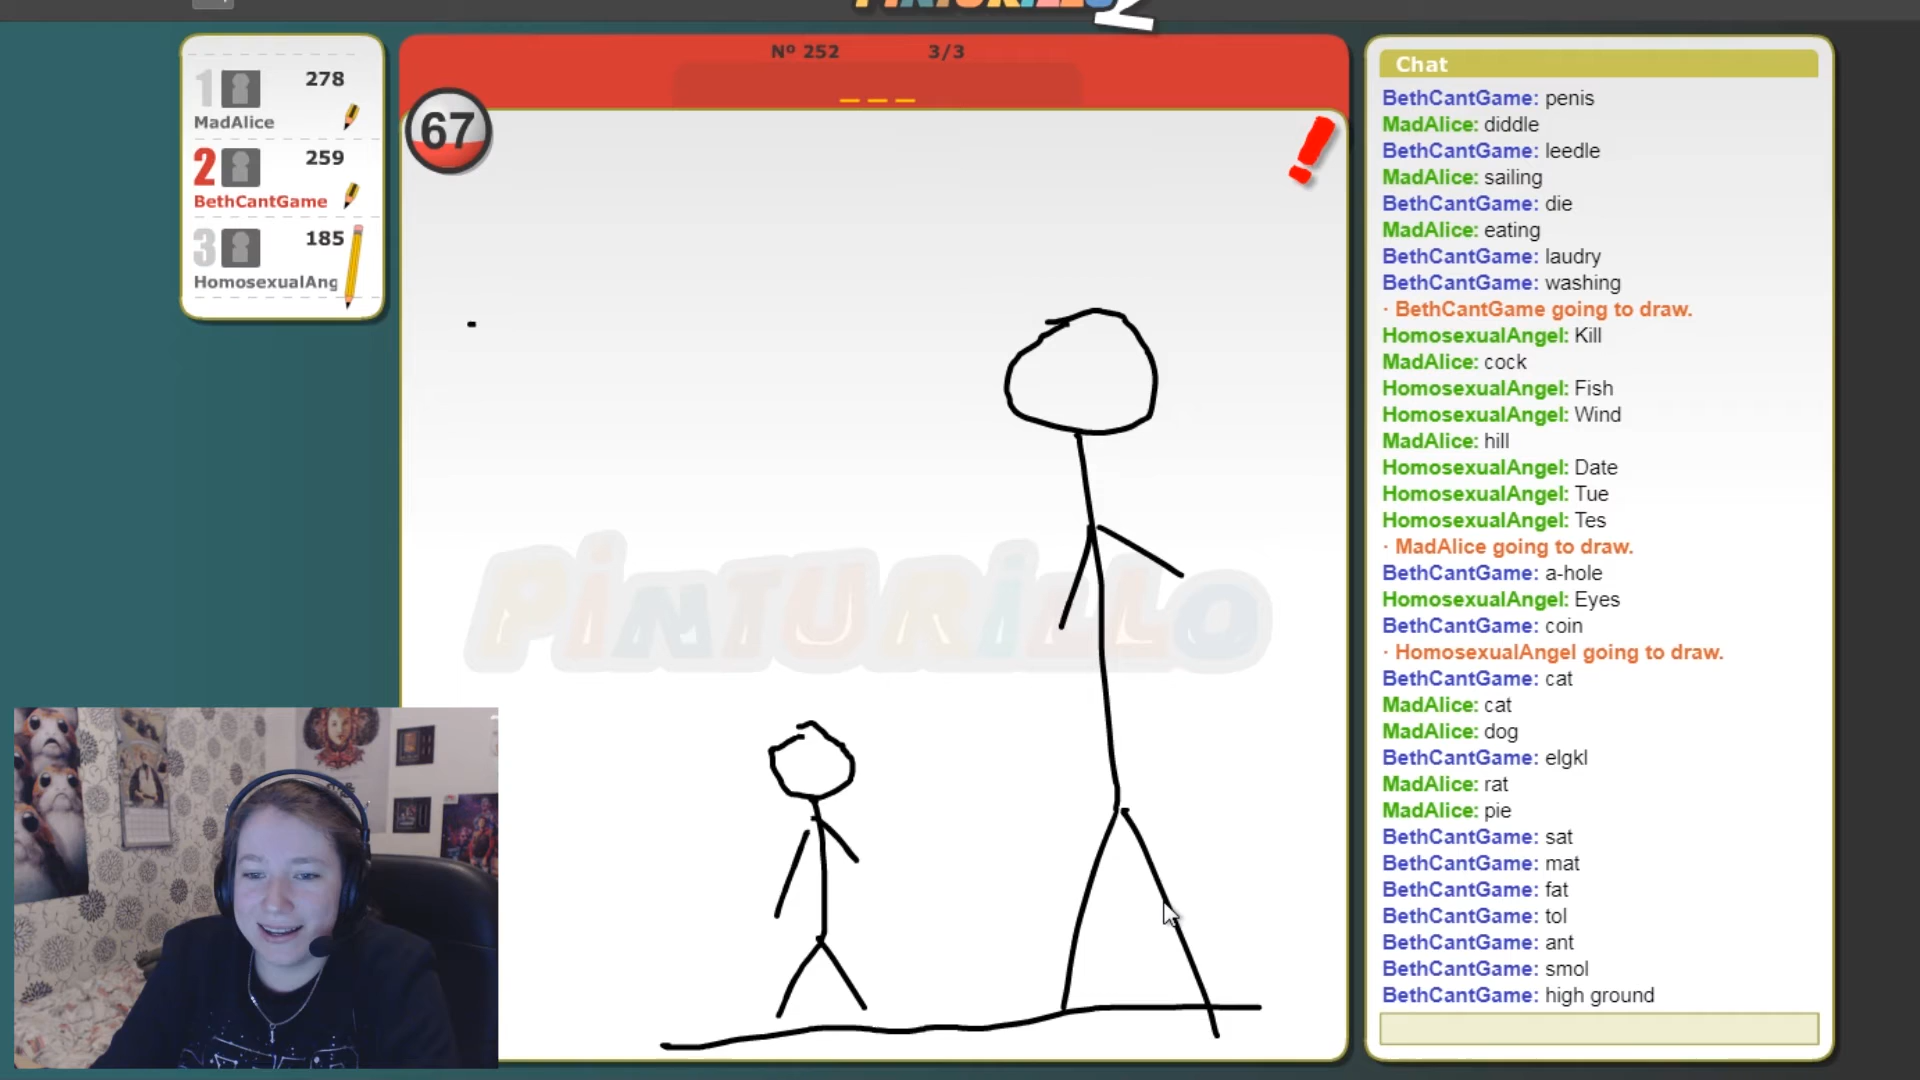 PINTURILLO 2
Nº 252 3/3
67
1 278
MadAlice
2 259
BethCantGame
3 185
HomosexualAng
PINTURILLO
Chat
BethCantGame: penis
MadAlice: diddle
BethCantGame: leedle
MadAlice: sailing
BethCantGame: die
MadAlice: eating
BethCantGame: laudry
BethCantGame: washing
· BethCantGame going to draw.
HomosexualAngel: Kill
MadAlice: cock
HomosexualAngel: Fish
HomosexualAngel: Wind
MadAlice: hill
HomosexualAngel: Date
HomosexualAngel: Tue
HomosexualAngel: Tes
· MadAlice going to draw.
BethCantGame: a-hole
HomosexualAngel: Eyes
BethCantGame: coin
· HomosexualAngel going to draw.
BethCantGame: cat
MadAlice: cat
MadAlice: dog
BethCantGame: elgkl
MadAlice: rat
MadAlice: pie
BethCantGame: sat
BethCantGame: mat
BethCantGame: fat
BethCantGame: tol
BethCantGame: ant
BethCantGame: smol
BethCantGame: high ground